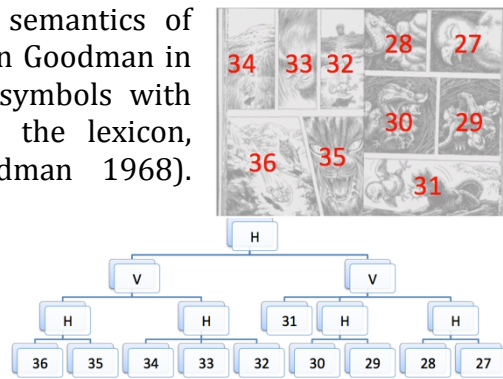 semantics of
n Goodman in
symbols with
the lexicon,
dman 1968).
34 33 32 28 27
30 29
36 35
31
H
V V
H H 31 H H
36 35 34 33 32 30 29 28 27